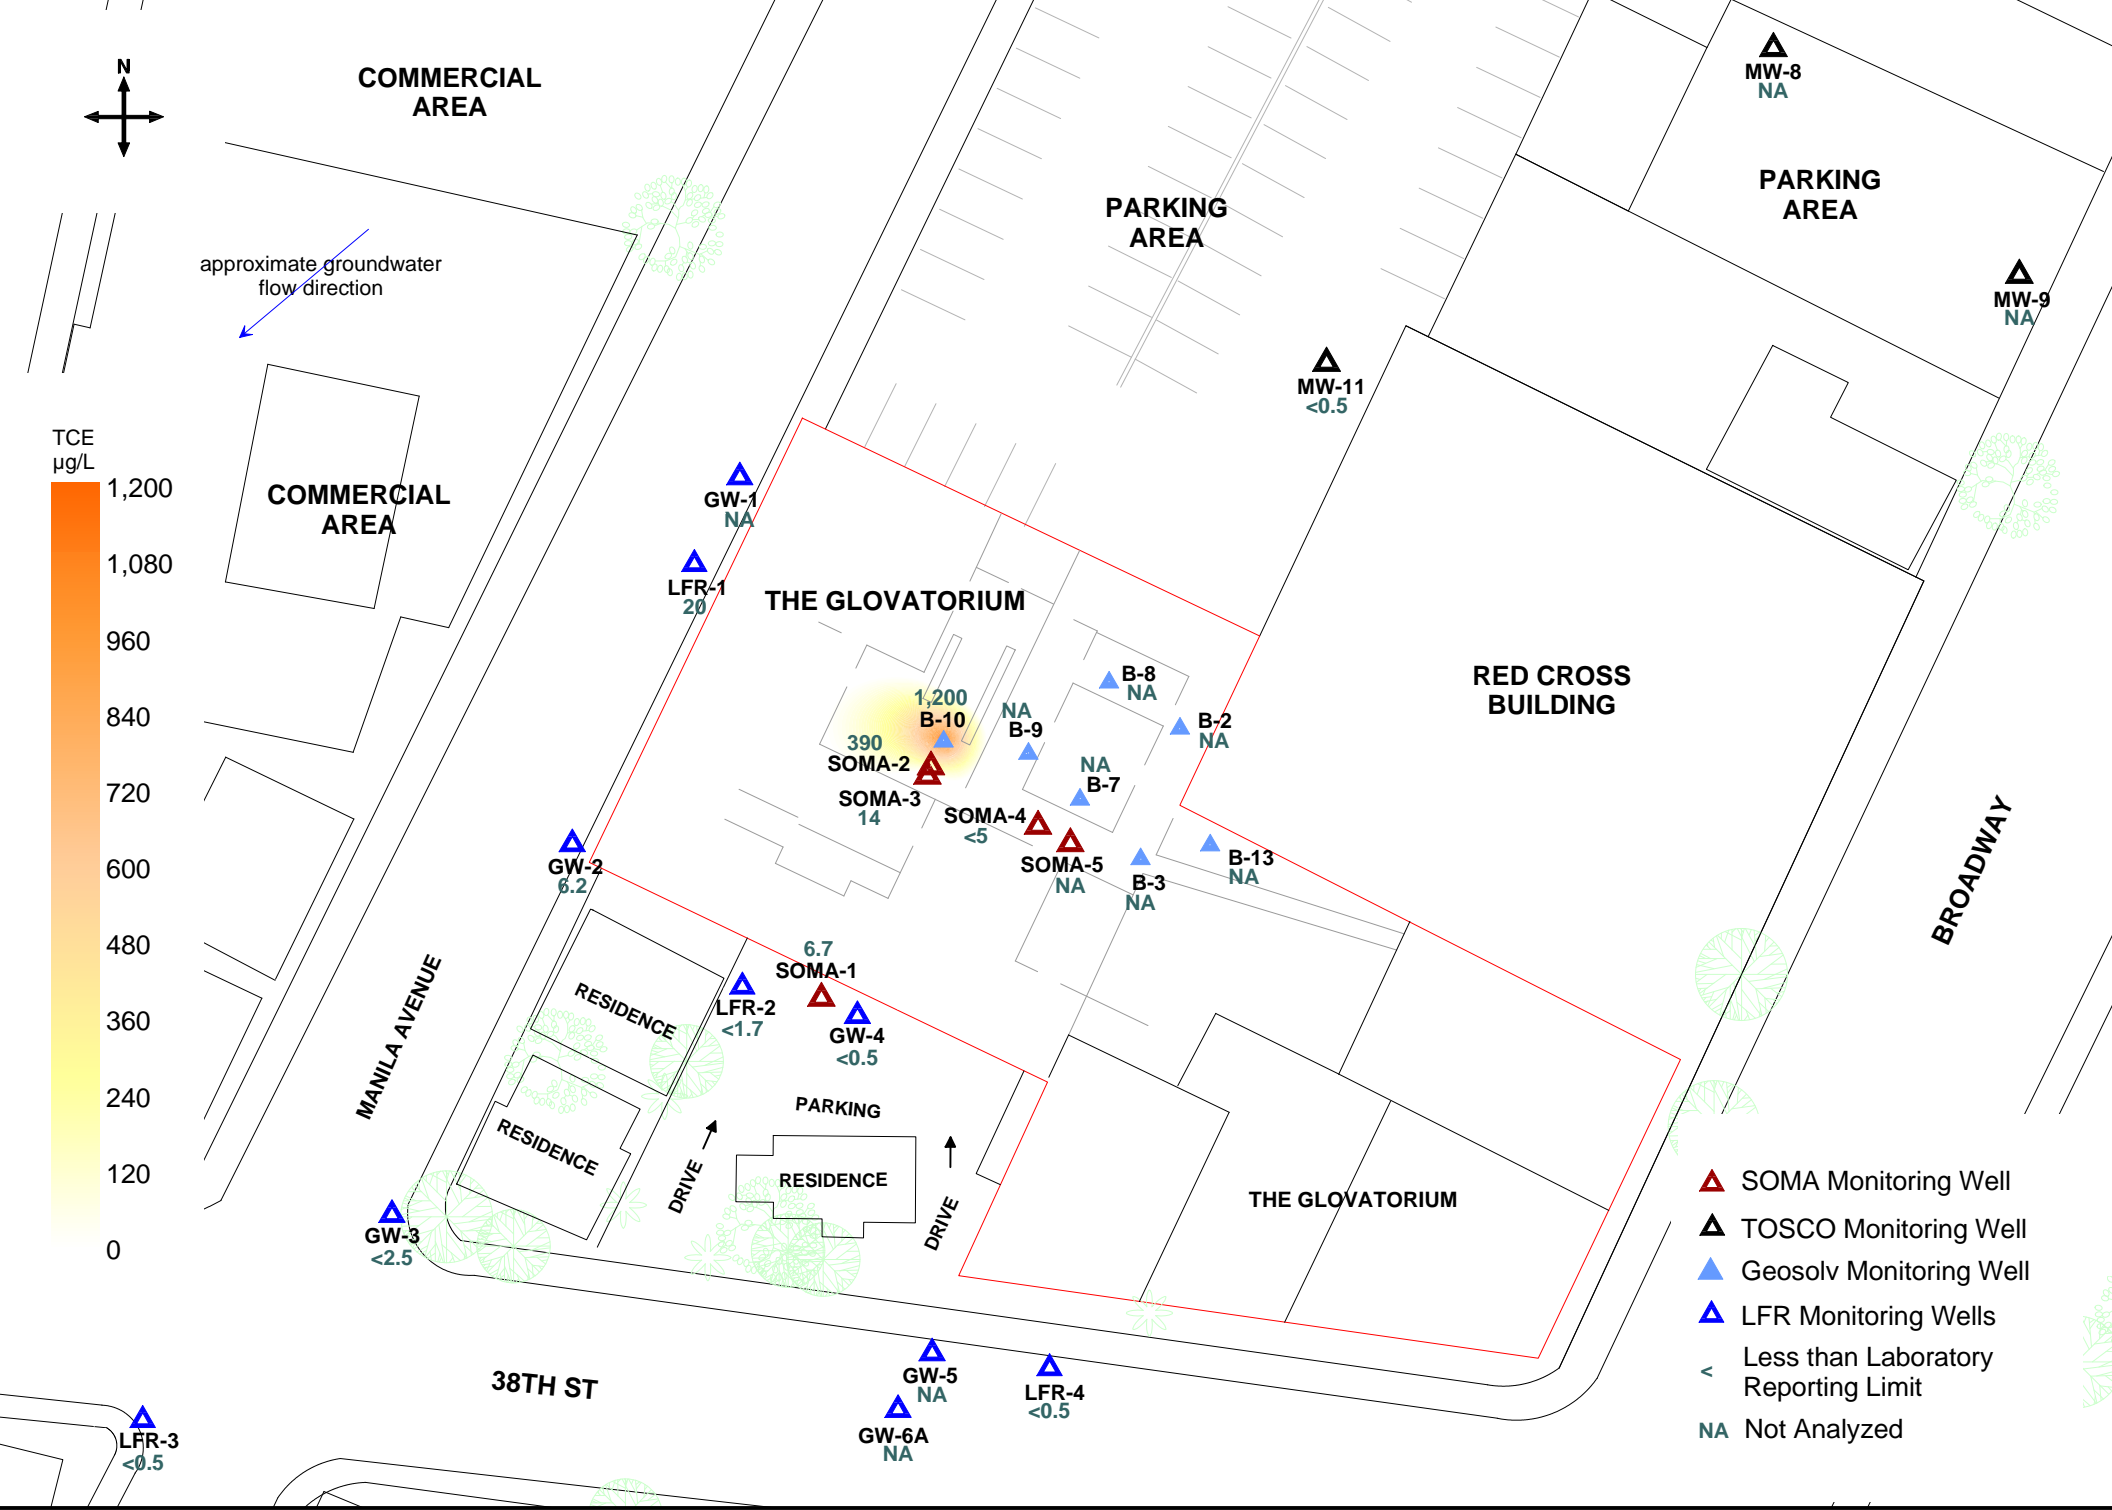 N
COMMERCIAL
AREA
MW-8
NA
PARKING
AREA
PARKING
AREA
approximate groundwater
flow direction
MW-9
NA
MW-11
<0.5
TCE
µg/L
1,200
1,080
960
840
720
600
480
360
240
120
0
COMMERCIAL
AREA
GW-1
NA
LFR-1
20
THE GLOVATORIUM
RED CROSS
BUILDING
B-8
NA
1,200
B-10
NA
B-9
B-2
NA
390
SOMA-2
NA
B-7
SOMA-3
14
SOMA-4
<5
SOMA-5
NA
B-13
NA
B-3
NA
GW-2
6.2
BROADWAY
6.7
SOMA-1
LFR-2
<1.7
GW-4
<0.5
RESIDENCE
MANILA AVENUE
PARKING
RESIDENCE
DRIVE
RESIDENCE
DRIVE
THE GLOVATORIUM
GW-3
<2.5
SOMA Monitoring Well
TOSCO Monitoring Well
Geosolv Monitoring Well
LFR Monitoring Wells
< Less than Laboratory
Reporting Limit
NA Not Analyzed
38TH ST
GW-5
NA
LFR-4
<0.5
GW-6A
NA
LFR-3
<0.5